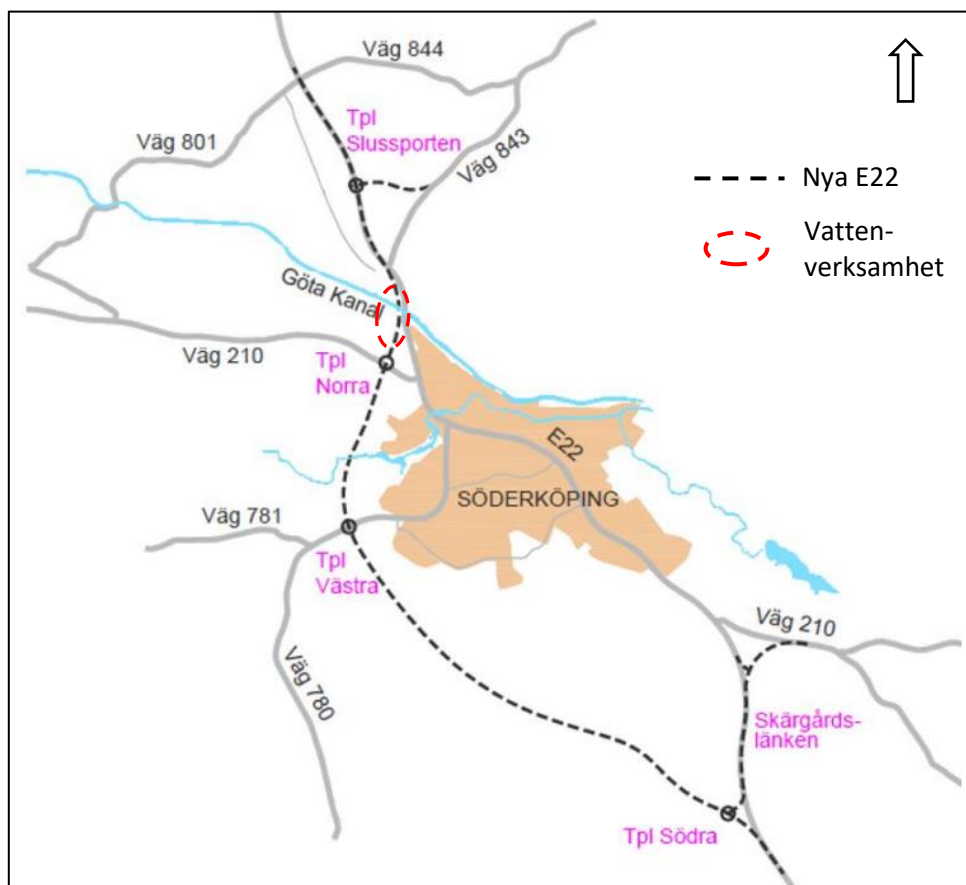 Väg 844
Tpl
Slussporten
Väg 801
Väg 843
Nya E22
Vatten-
verksamhet
Göta Kanal
Väg 210
Tpl
Norra
E22
SÖDERKÖPING
Väg 781
Tpl
Västra
Väg 210
Väg 780
Skärgårds-
länken
Tpl Södra